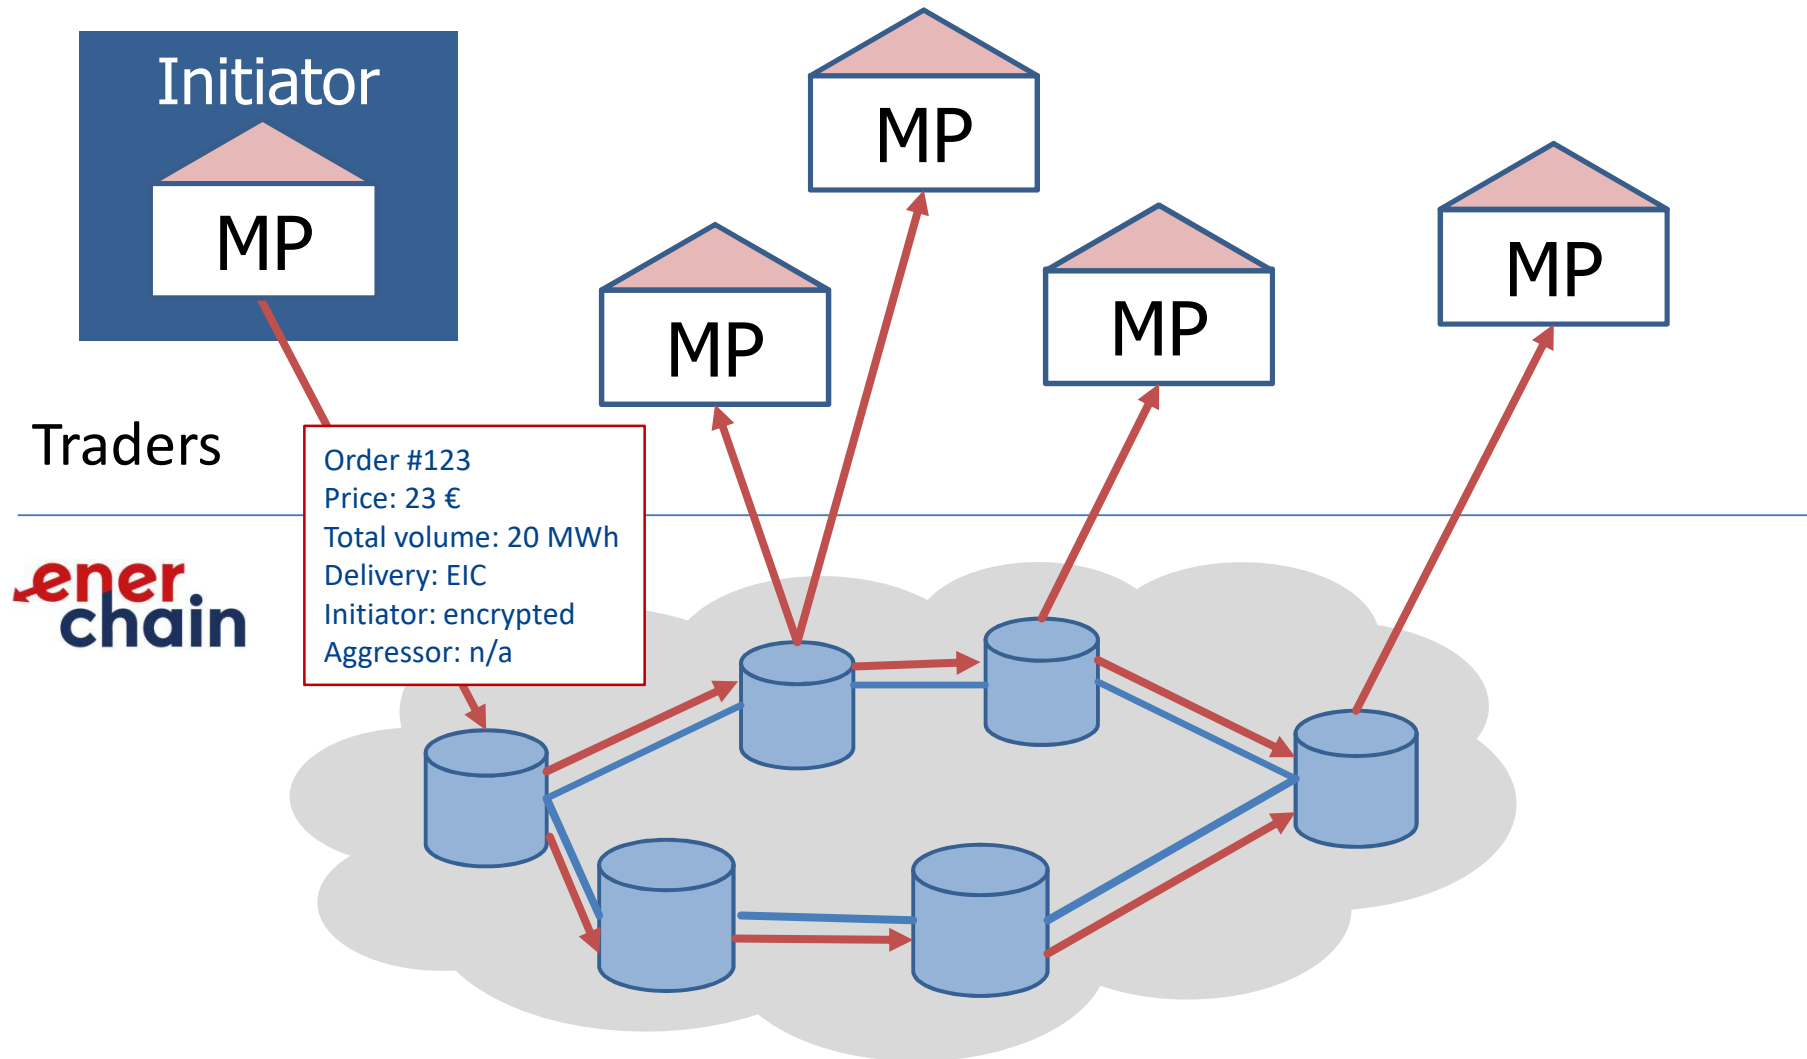 Initiator
MP
MP
MP
MP
MP
Traders
Order #123
Price: 23 €
Total volume: 20 MWh
Delivery: EIC
Initiator: encrypted
Aggressor: n/a
ener
chain